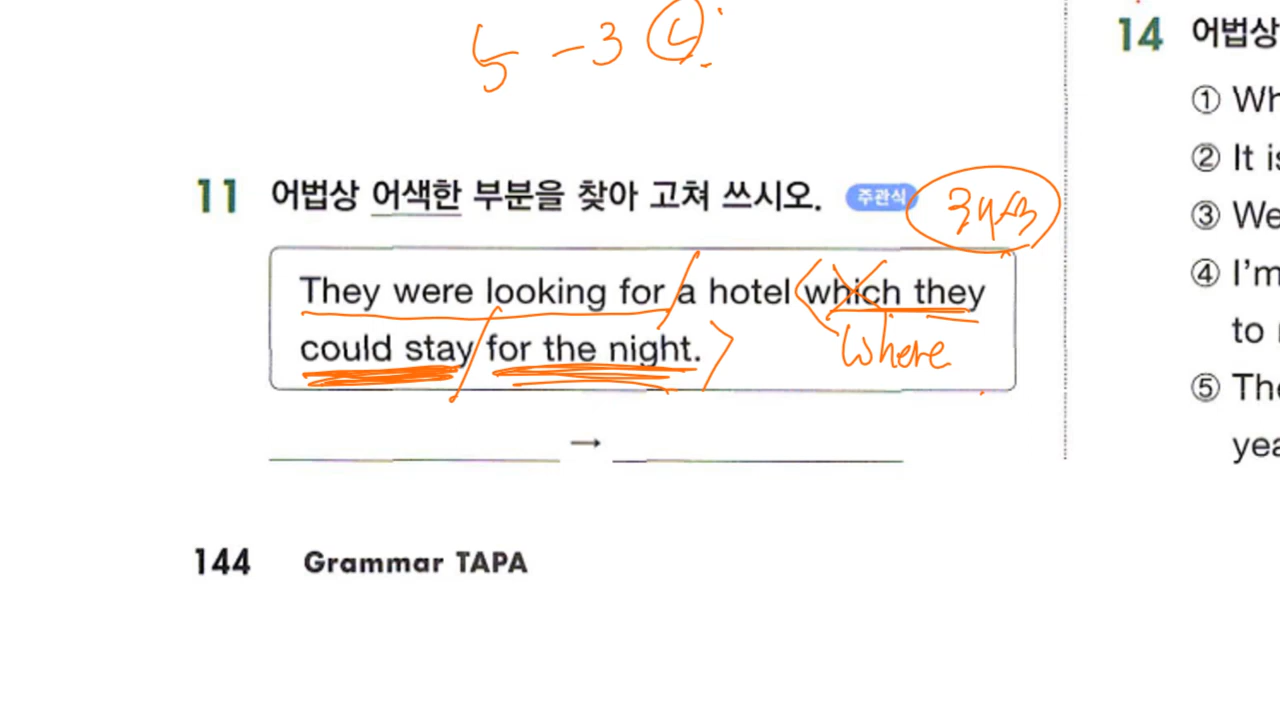 5 - 3
14 어법상
11 어법상 어색한 부분을 찾아 고쳐 쓰시오. 주관식
They were looking for a hotel which they
where
could stay for the night.
→
① Wh
② It is
③ We
④ I'm
to
⑤ The
yea
144 Grammar TAPA